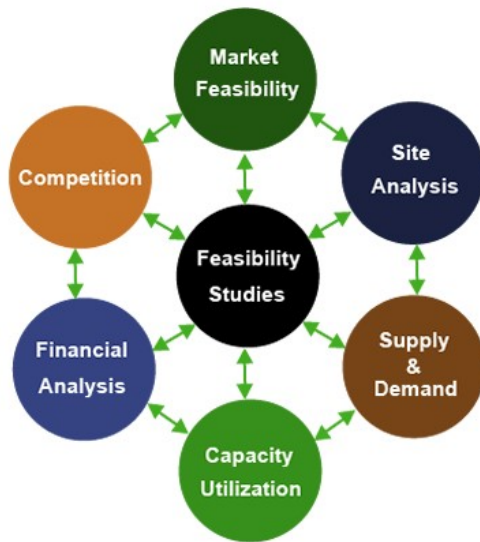 Market
Feasibility
Competition
Site
Analysis
Feasibility
Studies
Financial
Analysis
Supply
&
Demand
Capacity
Utilization